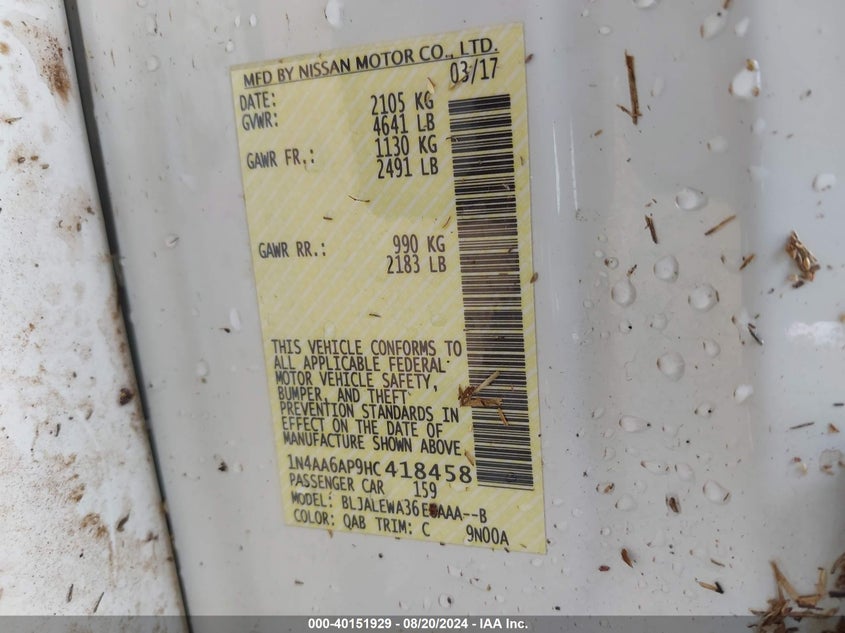 MFD BY NISSAN MOTOR CO., LTD.
DATE: 03/17
GVWR: 2105 KG
4641 LB
GAWR FR.: 1130 KG
2491 LB
GAWR RR.: 990 KG
2183 LB
THIS VEHICLE CONFORMS TO
ALL APPLICABLE FEDERAL
MOTOR VEHICLE SAFETY,
BUMPER, AND THEFT
PREVENTION STANDARDS IN
EFFECT ON THE DATE OF
MANUFACTURE SHOWN ABOVE
1N4AA6AP9HC418458
PASSENGER CAR 159
MODEL:
COLOR: QAB TRIM: C 9N00A
000-40151929 - 08/20/2024 - IAA Inc.